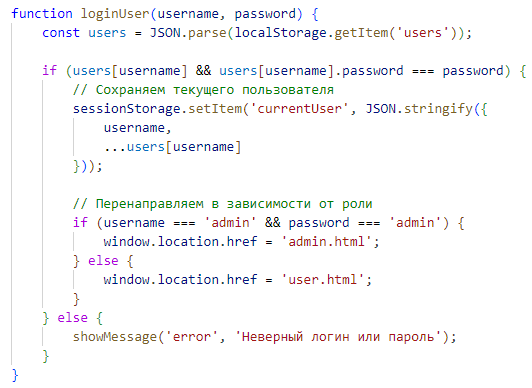 function loginUser(username, password) {
    const users = JSON.parse(localStorage.getItem('users'));

    if (users[username] && users[username].password === password) {
        // Сохраняем текущего пользователя
        sessionStorage.setItem('currentUser', JSON.stringify({
            username,
            ...users[username]
        }));

        // Перенаправляем в зависимости от роли
        if (username === 'admin' && password === 'admin') {
            window.location.href = 'admin.html';
        } else {
            window.location.href = 'user.html';
        }
    } else {
        showMessage('error', 'Неверный логин или пароль');
    }
}